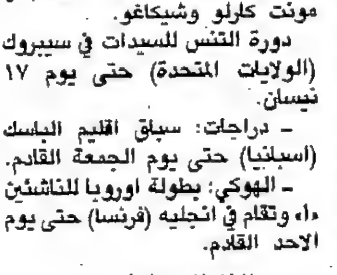 مونت كارلو وشيكاغو.
دورة التنس للسيدات في سيبروك
(الولايات المتحدة) حتى يوم ١٧
نيسان.
ـ دراجات: سباق اقليم الباسك
(اسبانيا) حتى يوم الجمعة القادم.
ـ الهوكي: بطولة اوروبا للناشئين
«ا» وتقام في انجليه (فرنسا) حتى يوم
الاحد القادم.